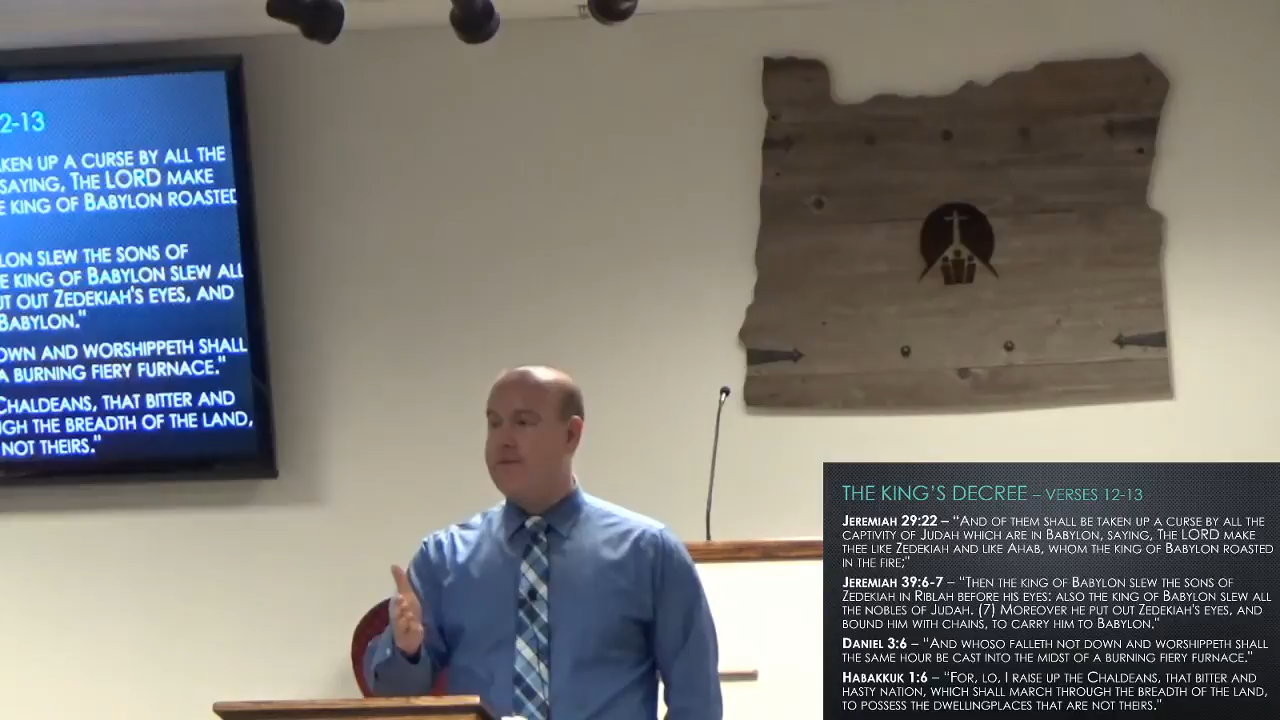 2-13
AKEN UP A CURSE BY ALL THE
SAYING, THE LORD MAKE
E KING OF BABYLON ROASTED
LON SLEW THE SONS OF
E KING OF BABYLON SLEW ALL
UT OUT ZEDEKIAH'S EYES, AND
BABYLON."
OWN AND WORSHIPPETH SHALL
A BURNING FIERY FURNACE."
CHALDEANS, THAT BITTER AND
GH THE BREADTH OF THE LAND,
NOT THEIRS."
THE KING'S DECREE – VERSES 12-13
JEREMIAH 29:22 – "AND OF THEM SHALL BE TAKEN UP A CURSE BY ALL THE
CAPTIVITY OF JUDAH WHICH ARE IN BABYLON, SAYING, THE LORD MAKE
THEE LIKE ZEDEKIAH AND LIKE AHAB, WHOM THE KING OF BABYLON ROASTED
IN THE FIRE;"
JEREMIAH 39:6-7 – "THEN THE KING OF BABYLON SLEW THE SONS OF
ZEDEKIAH IN RIBLAH BEFORE HIS EYES: ALSO THE KING OF BABYLON SLEW ALL
THE NOBLES OF JUDAH. (7) MOREOVER HE PUT OUT ZEDEKIAH'S EYES, AND
BOUND HIM WITH CHAINS, TO CARRY HIM TO BABYLON."
DANIEL 3:6 – "AND WHOSO FALLETH NOT DOWN AND WORSHIPPETH SHALL
THE SAME HOUR BE CAST INTO THE MIDST OF A BURNING FIERY FURNACE."
HABAKKUK 1:6 – "FOR, LO, I RAISE UP THE CHALDEANS, THAT BITTER AND
HASTY NATION, WHICH SHALL MARCH THROUGH THE BREADTH OF THE LAND,
TO POSSESS THE DWELLINGPLACES THAT ARE NOT THEIRS."